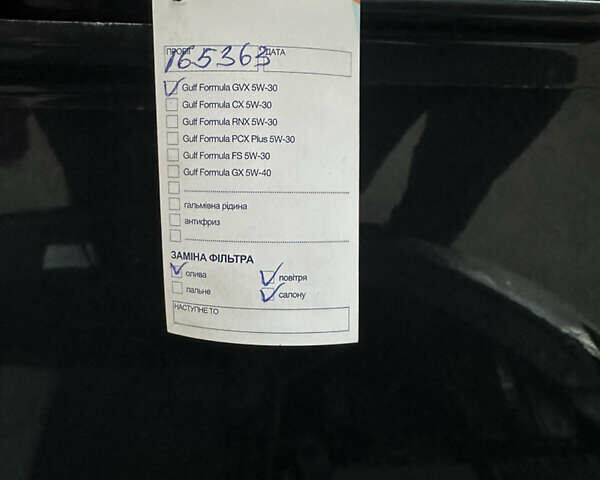 ПРОБІГ ДАТА
165363
Gulf Formula GVX 5W-30
Gulf Formula CX 5W-30
Gulf Formula RNX 5W-30
Gulf Formula PCX Plus 5W-30
Gulf Formula FS 5W-30
Gulf Formula GX 5W-40
гальмівна рідина
антифриз
ЗАМІНА ФІЛЬТРА
олива повітря
пальне салону
НАСТУПНЕ ТО